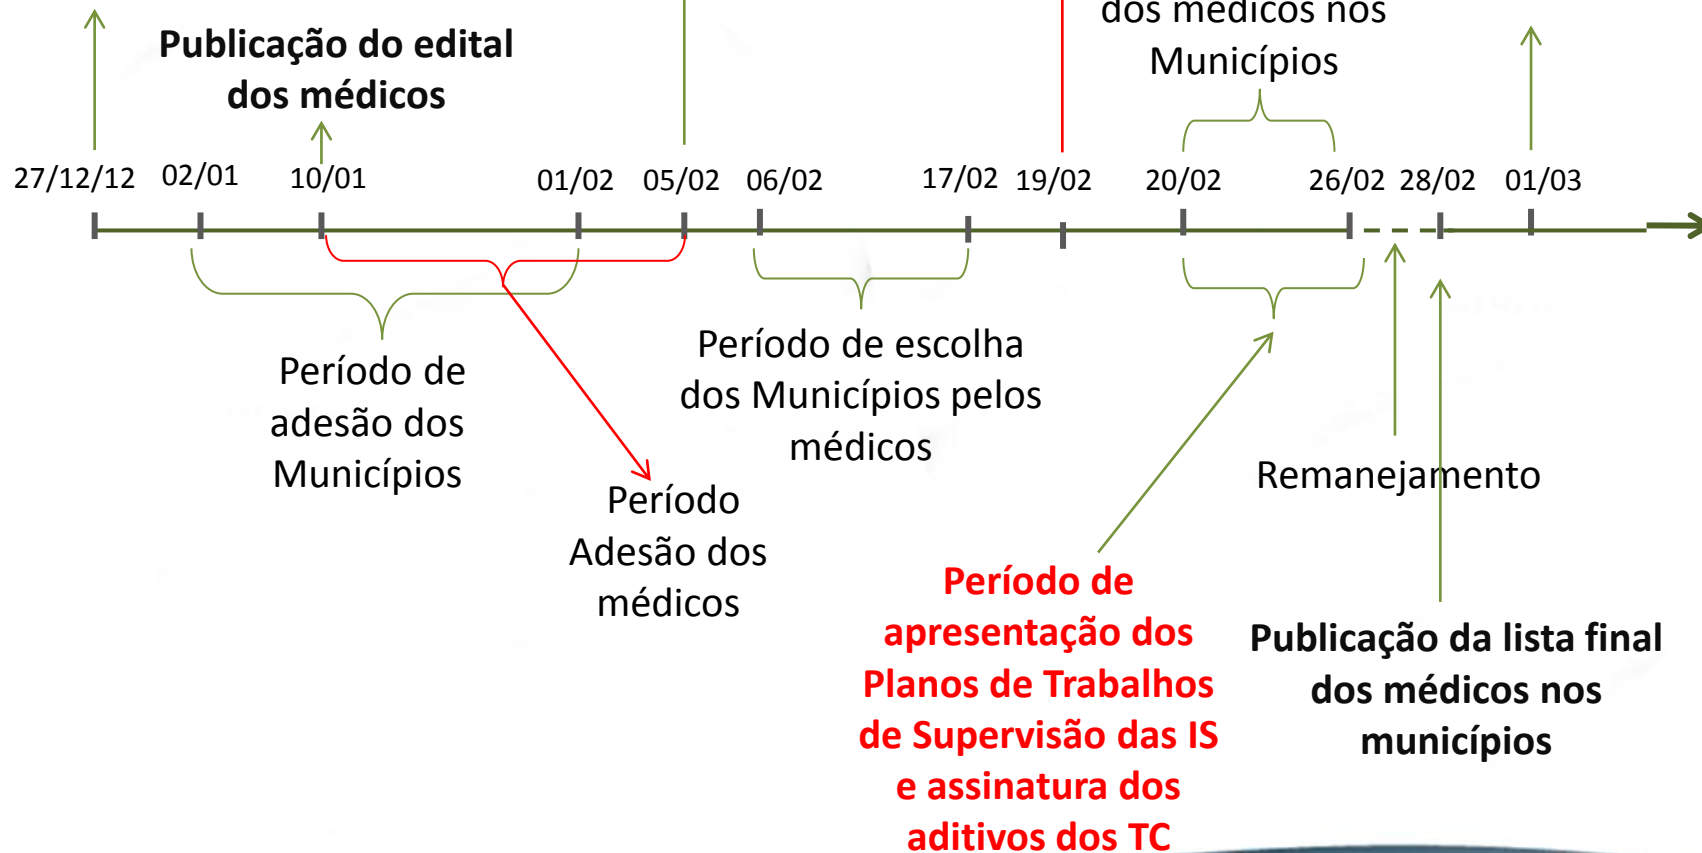 dos médicos nos
Municípios
Publicação do edital
dos médicos
27/12/12 02/01 10/01 01/02 05/02 06/02 17/02 19/02 20/02 26/02 28/02 01/03
Período de
adesão dos
Municípios
Período
Adesão dos
médicos
Período de escolha
dos Municípios pelos
médicos
Remanejamento
Período de
apresentação dos
Planos de Trabalhos
de Supervisão das IS
e assinatura dos
aditivos dos TC
Publicação da lista final
dos médicos nos
municípios